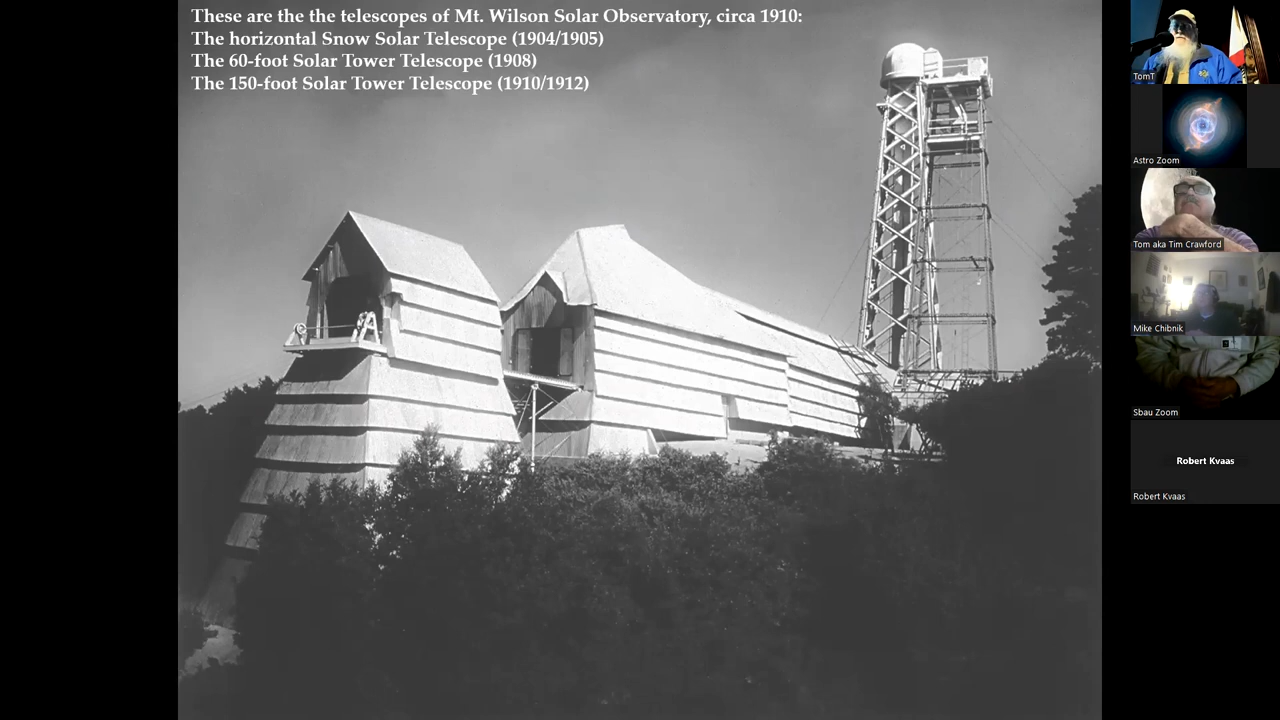 These are the the telescopes of Mt. Wilson Solar Observatory, circa 1910:
The horizontal Snow Solar Telescope (1904/1905)
The 60-foot Solar Tower Telescope (1908)
The 150-foot Solar Tower Telescope (1910/1912)
TomT
Astro Zoom
Tom aka Tim Crawford
Mike Chibnik
Sbau Zoom
Robert Kvaas
Robert Kvaas